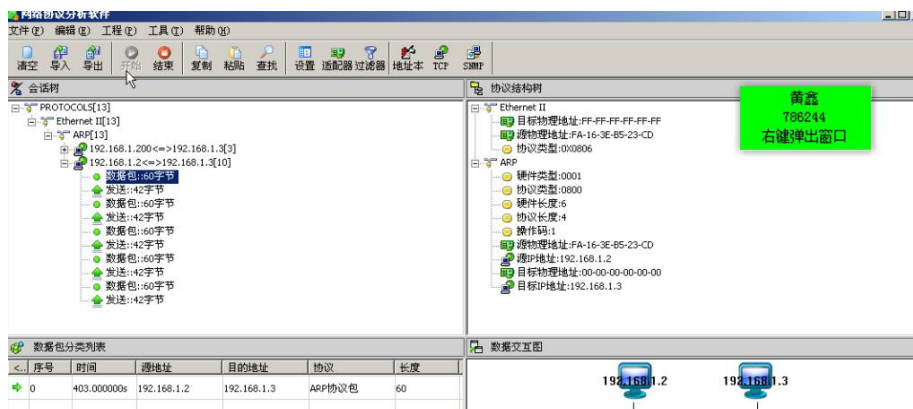 网络协议分析软件
文件(F) 编辑(E) 工程(P) 工具(T) 帮助(H)
清空 导入 导出 开始 结束 复制 粘贴 查找 设置 适配器 过滤器 地址本 TCP SNMP
会话树
PROTOCOLS[13]
Ethernet II[13]
ARP[13]
192.168.1.200<=>192.168.1.3[3]
192.168.1.2<=>192.168.1.3[10]
数据包::60字节
发送::42字节
数据包::60字节
发送::42字节
数据包::60字节
发送::42字节
数据包::60字节
发送::42字节
数据包::60字节
发送::42字节
协议结构树
Ethernet II
目标物理地址:FF-FF-FF-FF-FF-FF
源物理地址:FA-16-3E-B5-23-CD
协议类型:0X0806
ARP
硬件类型:0001
协议类型:0800
硬件长度:6
协议长度:4
操作码:1
源物理地址:FA-16-3E-B5-23-CD
源IP地址:192.168.1.2
目标物理地址:00-00-00-00-00-00
目标IP地址:192.168.1.3
黄鑫
786244
右键弹出窗口
数据包分类列表
<.. 序号 时间 源地址 目的地址 协议 长度
0 403.000000s 192.168.1.2 192.168.1.3 ARP协议包 60
数据交互图
192.168.1.2 192.168.1.3